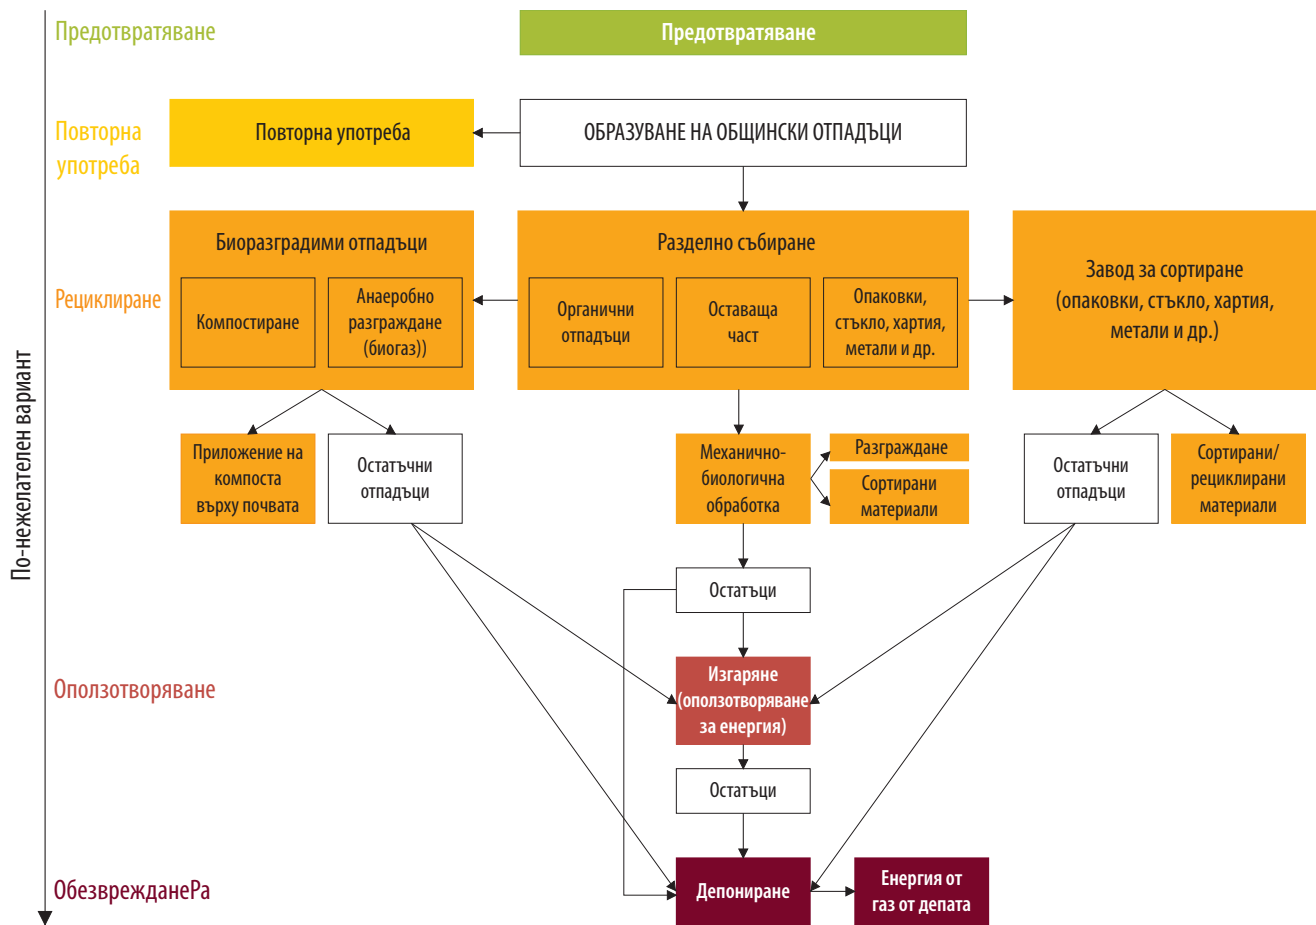 Предотвратяване
Предотвратяване
Повторна
употреба
Повторна употреба
ОБРАЗУВАНЕ НА ОБЩИНСКИ ОТПАДЪЦИ
Рециклиране
Биоразградими отпадъци
Компостиране
Анаеробно
разграждане
(биогаз))
Разделно събиране
Органични
отпадъци
Оставаща
част
Опаковки,
стъкло, хартия,
метали и др.
Завод за сортиране
(опаковки, стъкло, хартия,
метали и др.)
По-нежелателен вариант
Приложение на
компоста
върху почвата
Остатъчни
отпадъци
Механично-
биологична
обработка
Разграждане
Сортирани
материали
Остатъчни
отпадъци
Сортирани/
рециклирани
материали
Остатъци
Оползотворяване
Изгаряне
(оползотворяване
за енергия)
Остатъци
ОбезврежданеРа
Депониране
Енергия от
газ от депата